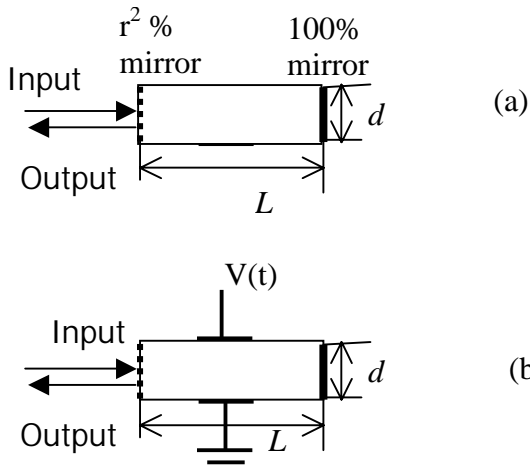 r² % 100%
mirror mirror
Input
d
(a)
Output
L
V(t)
Input
d
(b
Output
L